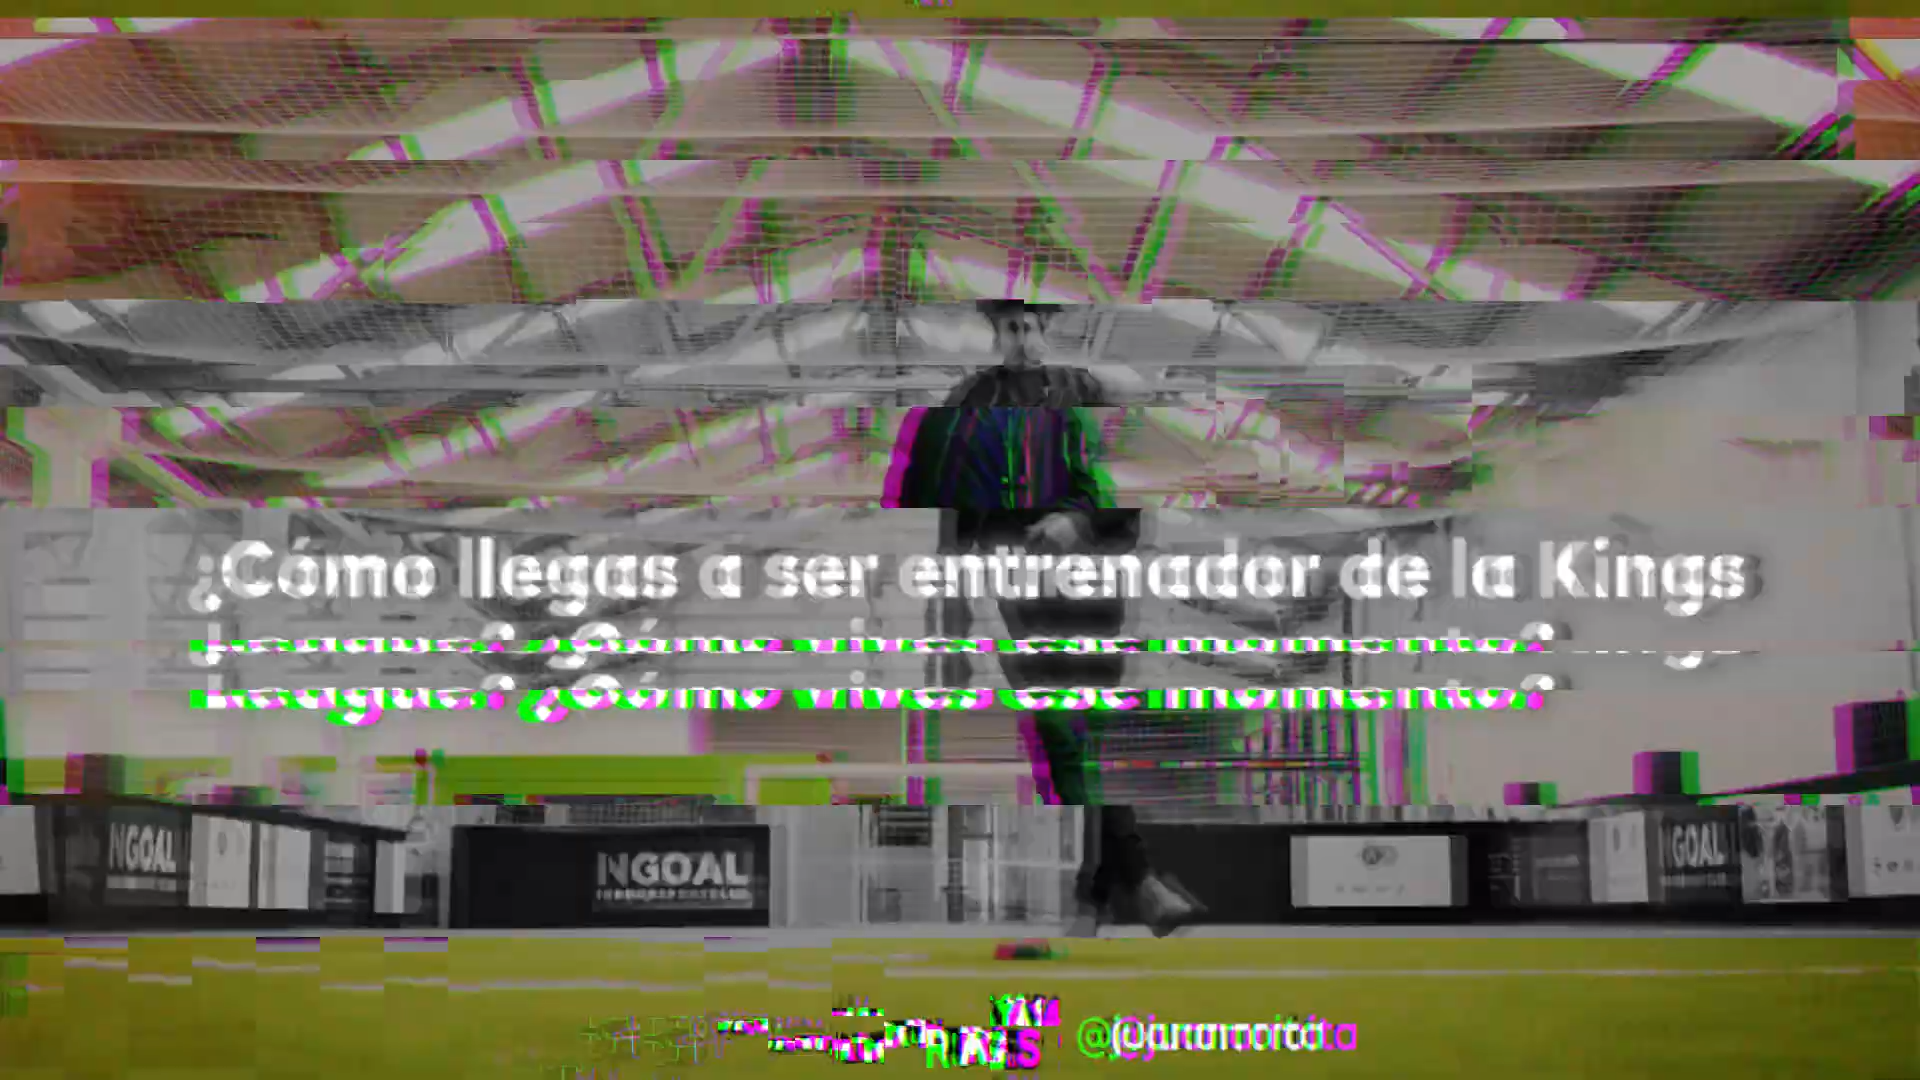 ¿Cómo llegas a ser entrenador de la Kings
League? ¿Cómo vives ese momento?
NGOAL
NGOAL
NGOAL